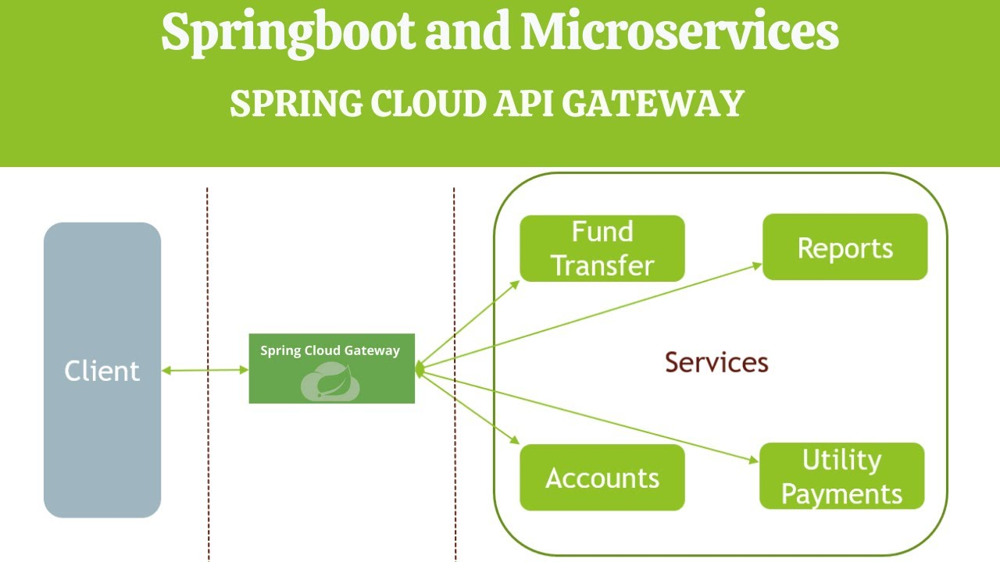 Springboot and Microservices
SPRING CLOUD API GATEWAY
Client
Spring Cloud Gateway
Fund
Transfer
Reports
Services
Accounts
Utility
Payments